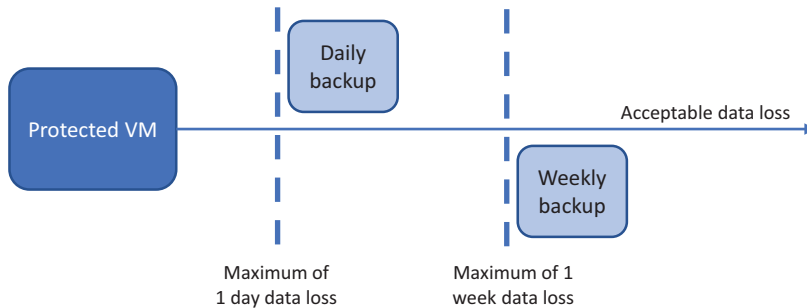 Daily
backup
Protected VM
Acceptable data loss
Weekly
backup
Maximum of
1 day data loss
Maximum of 1
week data loss